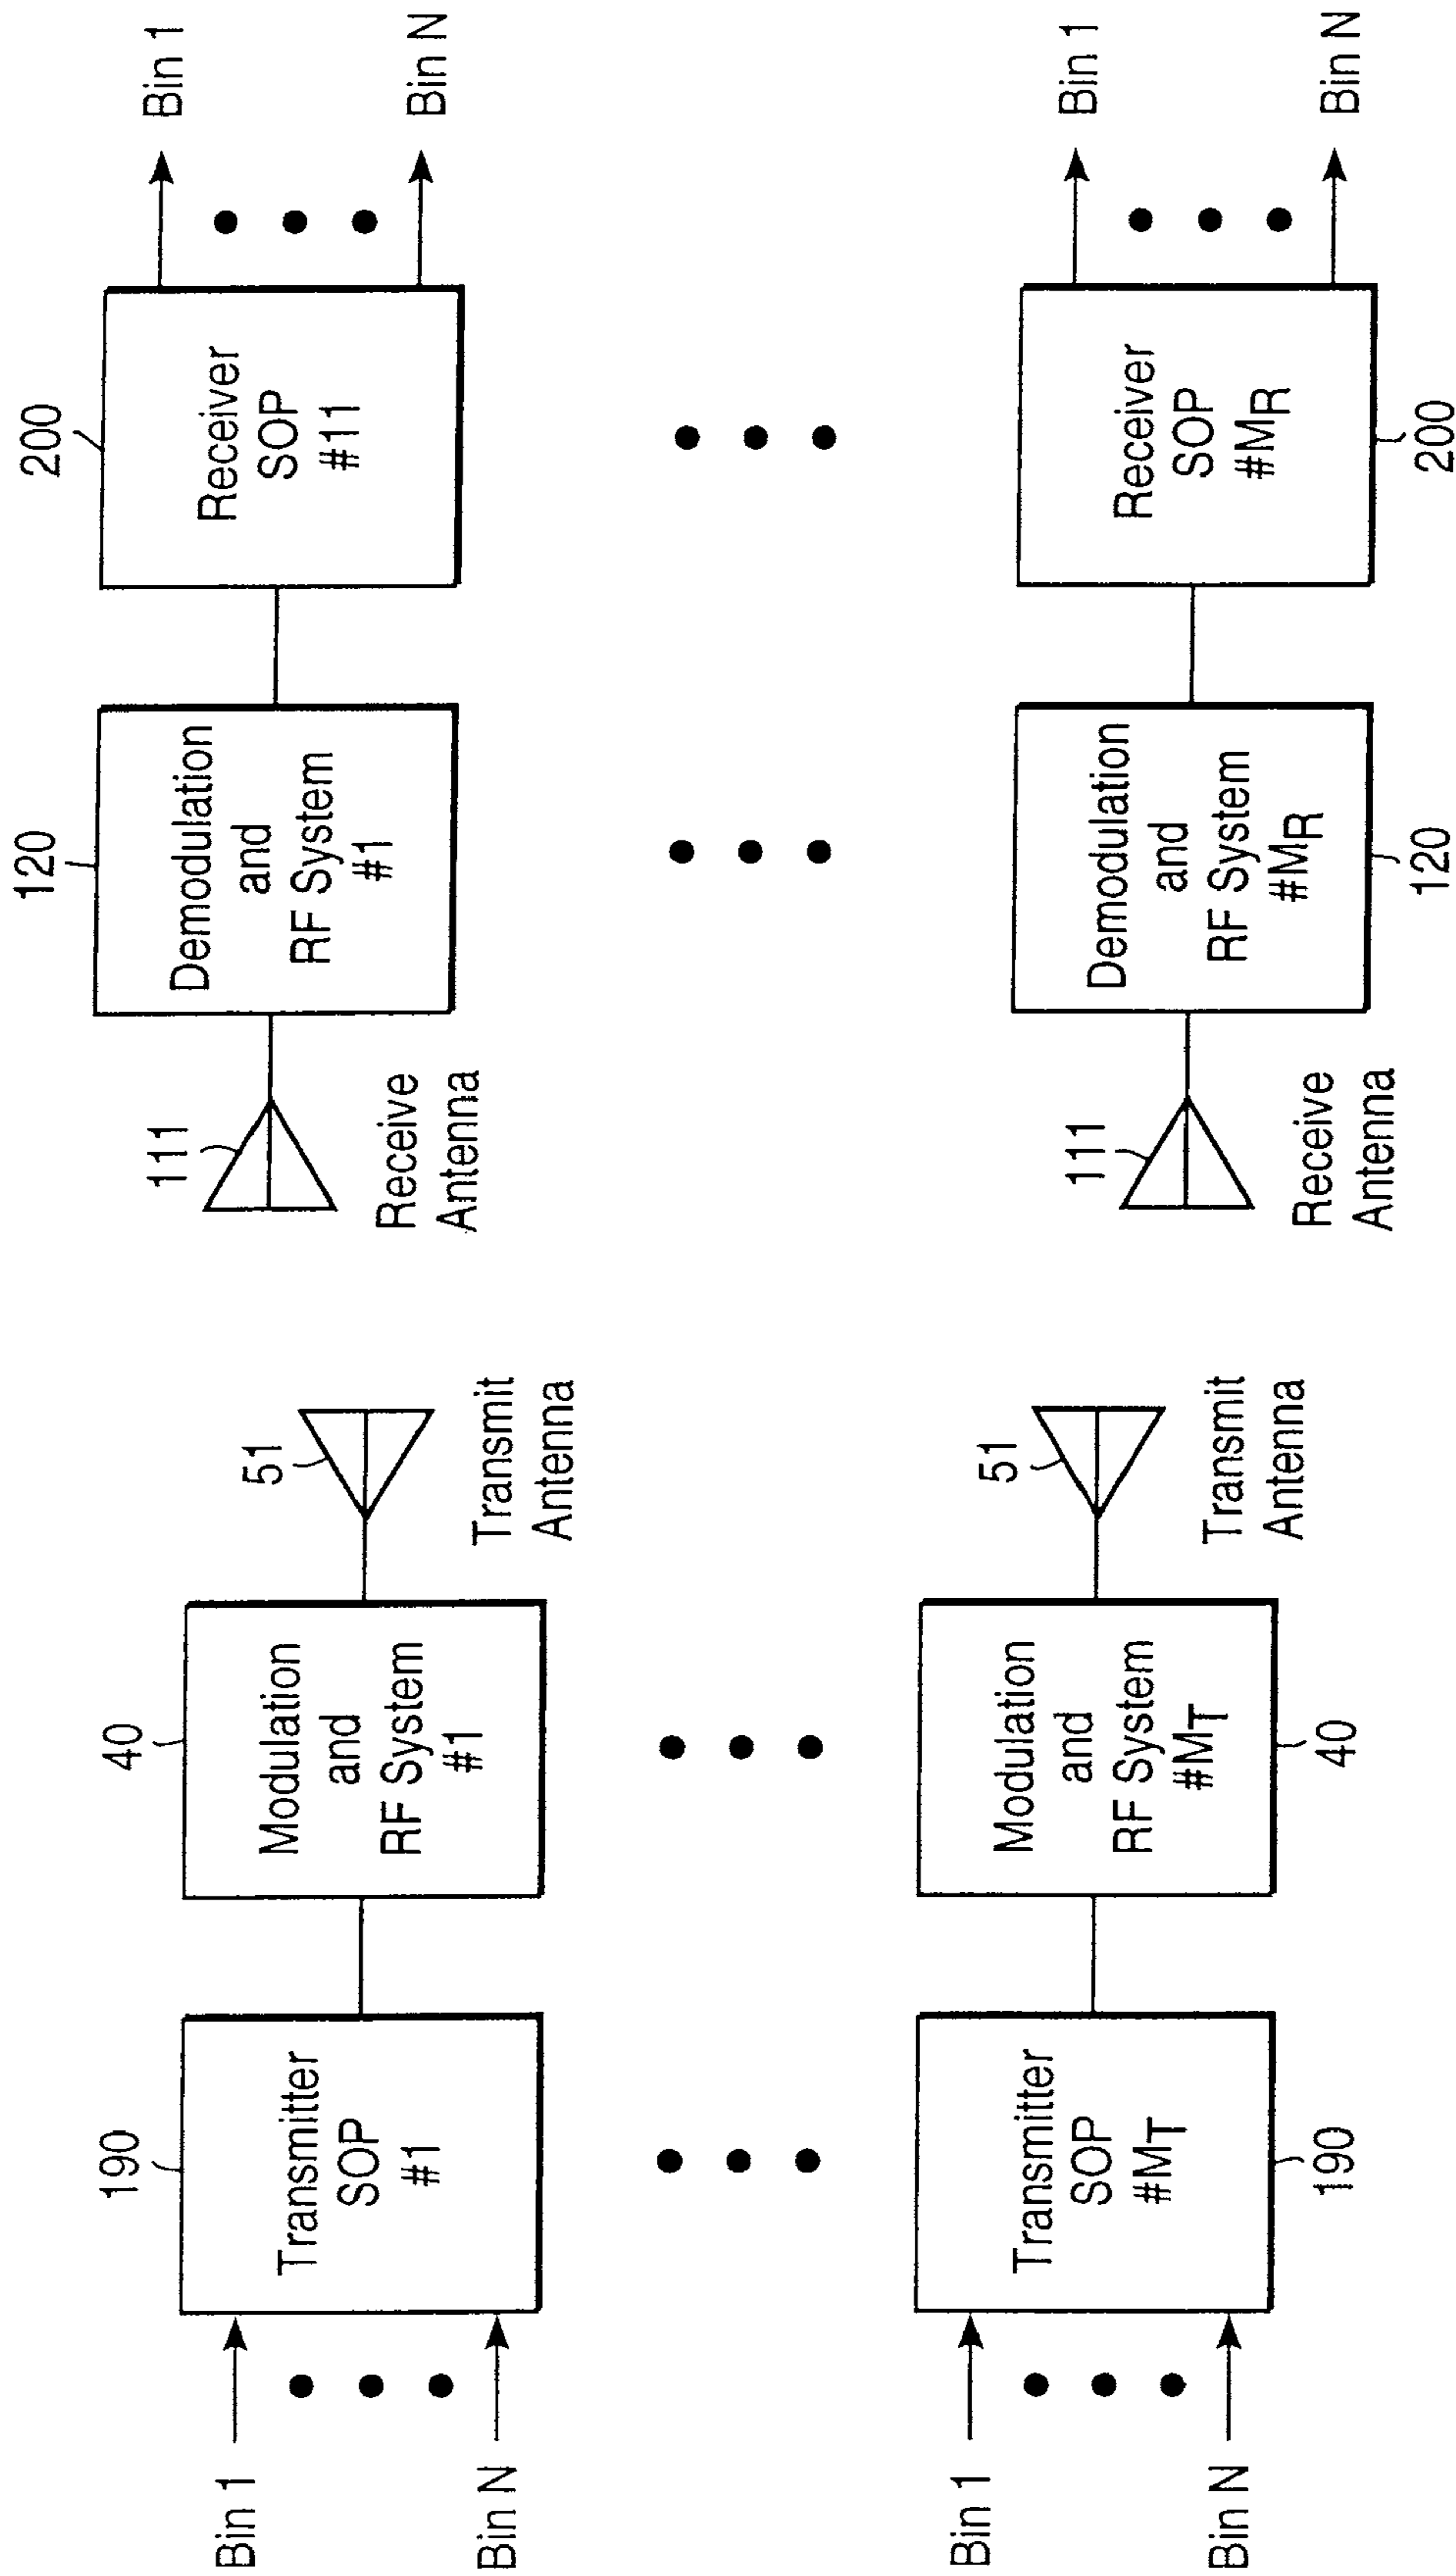 Bin 1
Bin N
190
Transmitter
SOP
#1
40
Modulation
and
RF System
#1
51
Transmit
Antenna
111
Receive
Antenna
120
Demodulation
and
RF System
#1
200
Receiver
SOP
#11
Bin 1
Bin N
Bin 1
Bin N
Transmitter
SOP
#MT
190
Modulation
and
RF System
#MT
40
51
Transmit
Antenna
111
Receive
Antenna
Demodulation
and
RF System
#MR
120
Receiver
SOP
#MR
200
Bin 1
Bin N